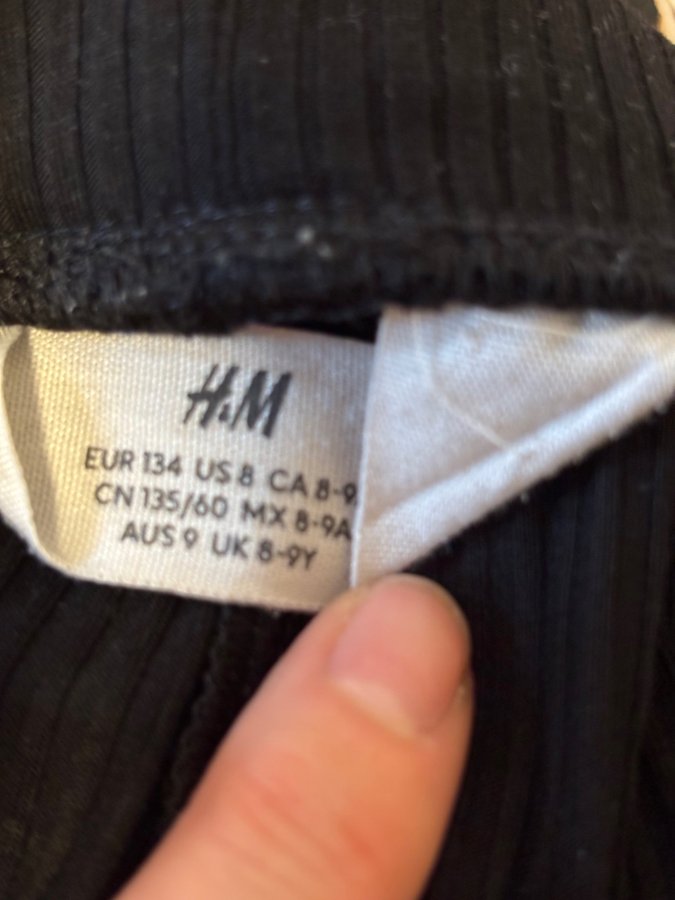 H&M
EUR 134 US 8 CA 8-9
CN 135/60 MX 8-9A
AUS 9 UK 8-9Y